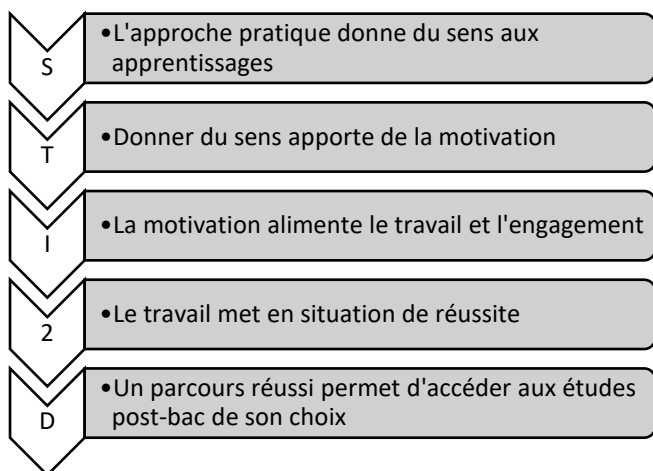 S
•L'approche pratique donne du sens aux
apprentissages
T
•Donner du sens apporte de la motivation
I
•La motivation alimente le travail et l'engagement
2
•Le travail met en situation de réussite
D
•Un parcours réussi permet d'accéder aux études
post-bac de son choix